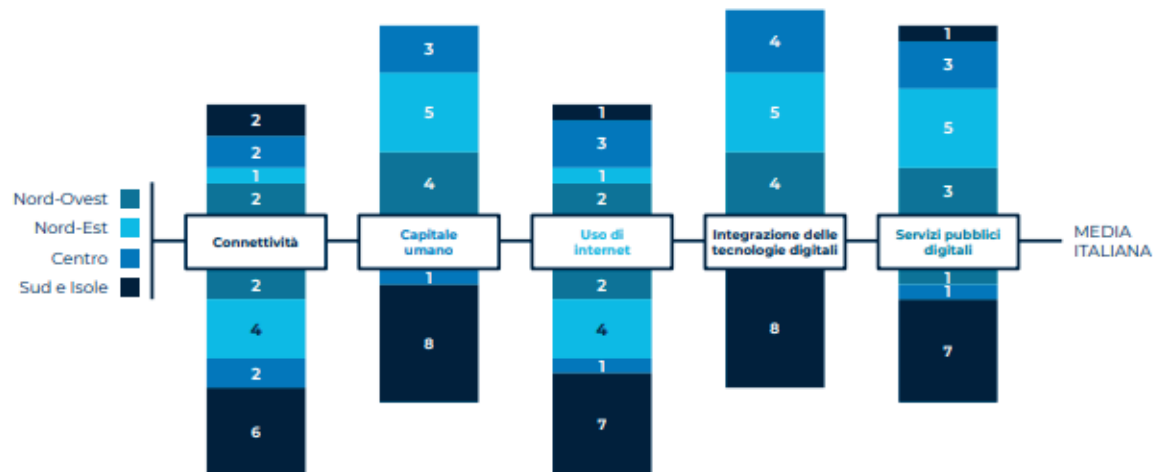 Nord-Ovest
Nord-Est
Centro
Sud e Isole
2
2
1
2
Connettività
2
4
2
6
3
5
4
Capitale
umano
1
8
1
3
1
2
Uso di
internet
2
4
1
7
4
5
4
Integrazione delle
tecnologie digitali
8
1
3
5
3
Servizi pubblici
digitali
1
1
7
MEDIA
ITALIANA